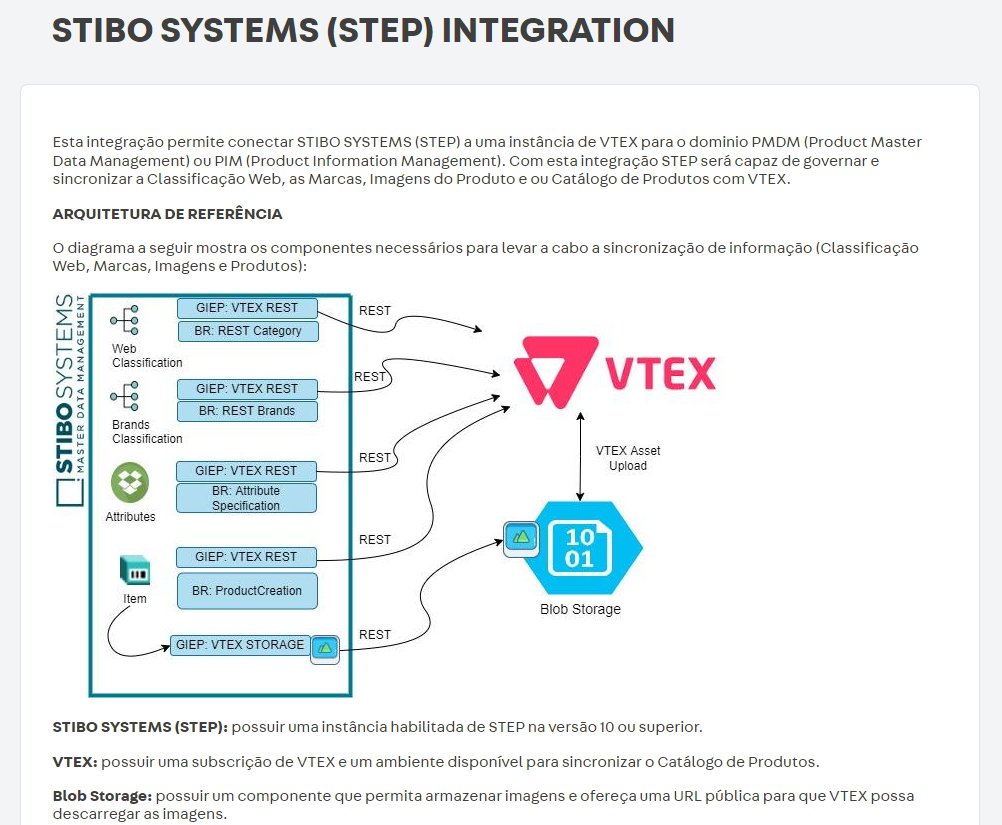 STIBO SYSTEMS (STEP) INTEGRATION
Esta integração permite conectar STIBO SYSTEMS (STEP) a uma instância de VTEX para o dominio PMDM (Product Master
Data Management) ou PIM (Product Information Management). Com esta integração STEP será capaz de governar e
sincronizar a Classificação Web, as Marcas, Imagens do Produto e ou Catálogo de Produtos com VTEX.
ARQUITETURA DE REFERÊNCIA
O diagrama a seguir mostra os componentes necessários para levar a cabo a sincronização de informação (Classificação
Web, Marcas, Imagens e Produtos):
STIBO SYSTEMS
MASTER DATA MANAGEMENT
Web
Classification
GIEP: VTEX REST
BR: REST Category
REST
Brands
Classification
GIEP: VTEX REST
BR: REST Brands
REST
Attributes
GIEP: VTEX REST
BR: Attribute
Specification
REST
Item
GIEP: VTEX REST
BR: ProductCreation
REST
GIEP: VTEX STORAGE
REST
VTEX
VTEX Asset
Upload
10
01
Blob Storage
STIBO SYSTEMS (STEP): possuir uma instância habilitada de STEP na versão 10 ou superior.
VTEX: possuir uma subscrição de VTEX e um ambiente disponível para sincronizar o Catálogo de Produtos.
Blob Storage: possuir um componente que permita armazenar imagens e ofereça uma URL pública para que VTEX possa
descarregar as imagens.